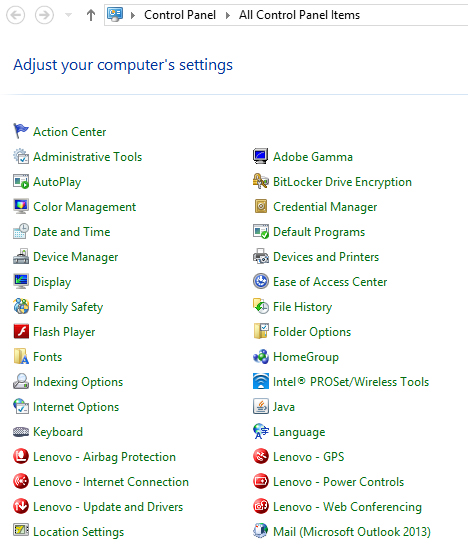 Control Panel All Control Panel Items
Adjust your computer's settings
Action Center
Administrative Tools Adobe Gamma
AutoPlay BitLocker Drive Encryption
Color Management Credential Manager
Date and Time Default Programs
Device Manager Devices and Printers
Display Ease of Access Center
Family Safety File History
Flash Player Folder Options
Fonts HomeGroup
Indexing Options Intel® PROSet/Wireless Tools
Internet Options Java
Keyboard Language
Lenovo - Airbag Protection Lenovo - GPS
Lenovo - Internet Connection Lenovo - Power Controls
Lenovo - Update and Drivers Lenovo - Web Conferencing
Location Settings Mail (Microsoft Outlook 2013)